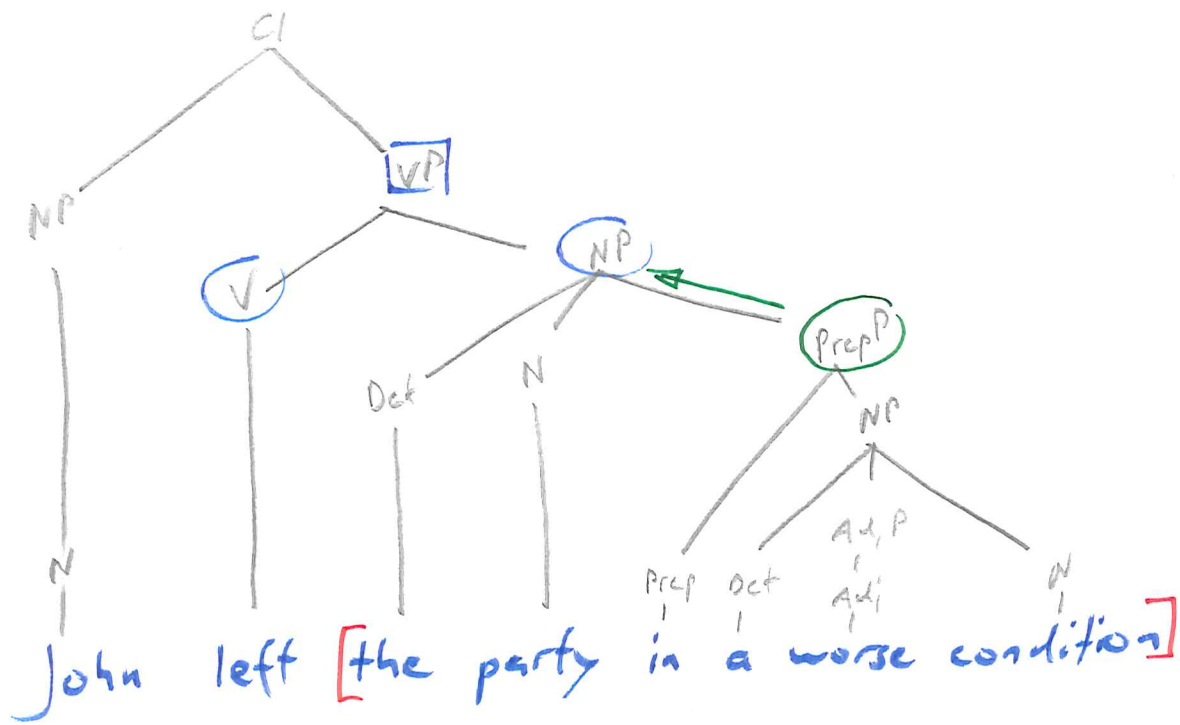 Cl
VP
NP
NP
V
PrepP
N
Det
NP
AdjP
N
Prep Det Adj N
John left [the party in a worse condition]